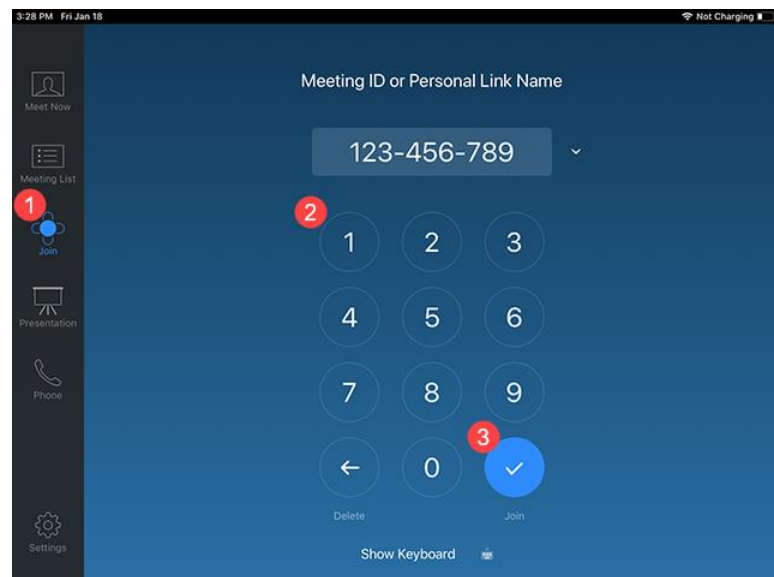 3:28 PM Fri Jan 18
Not Charging
Meet Now
Meeting List
1
Join
Presentation
Phone
Settings
Meeting ID or Personal Link Name
123-456-789
2
1 2 3
4 5 6
7 8 9
3
0
Delete Join
Show Keyboard